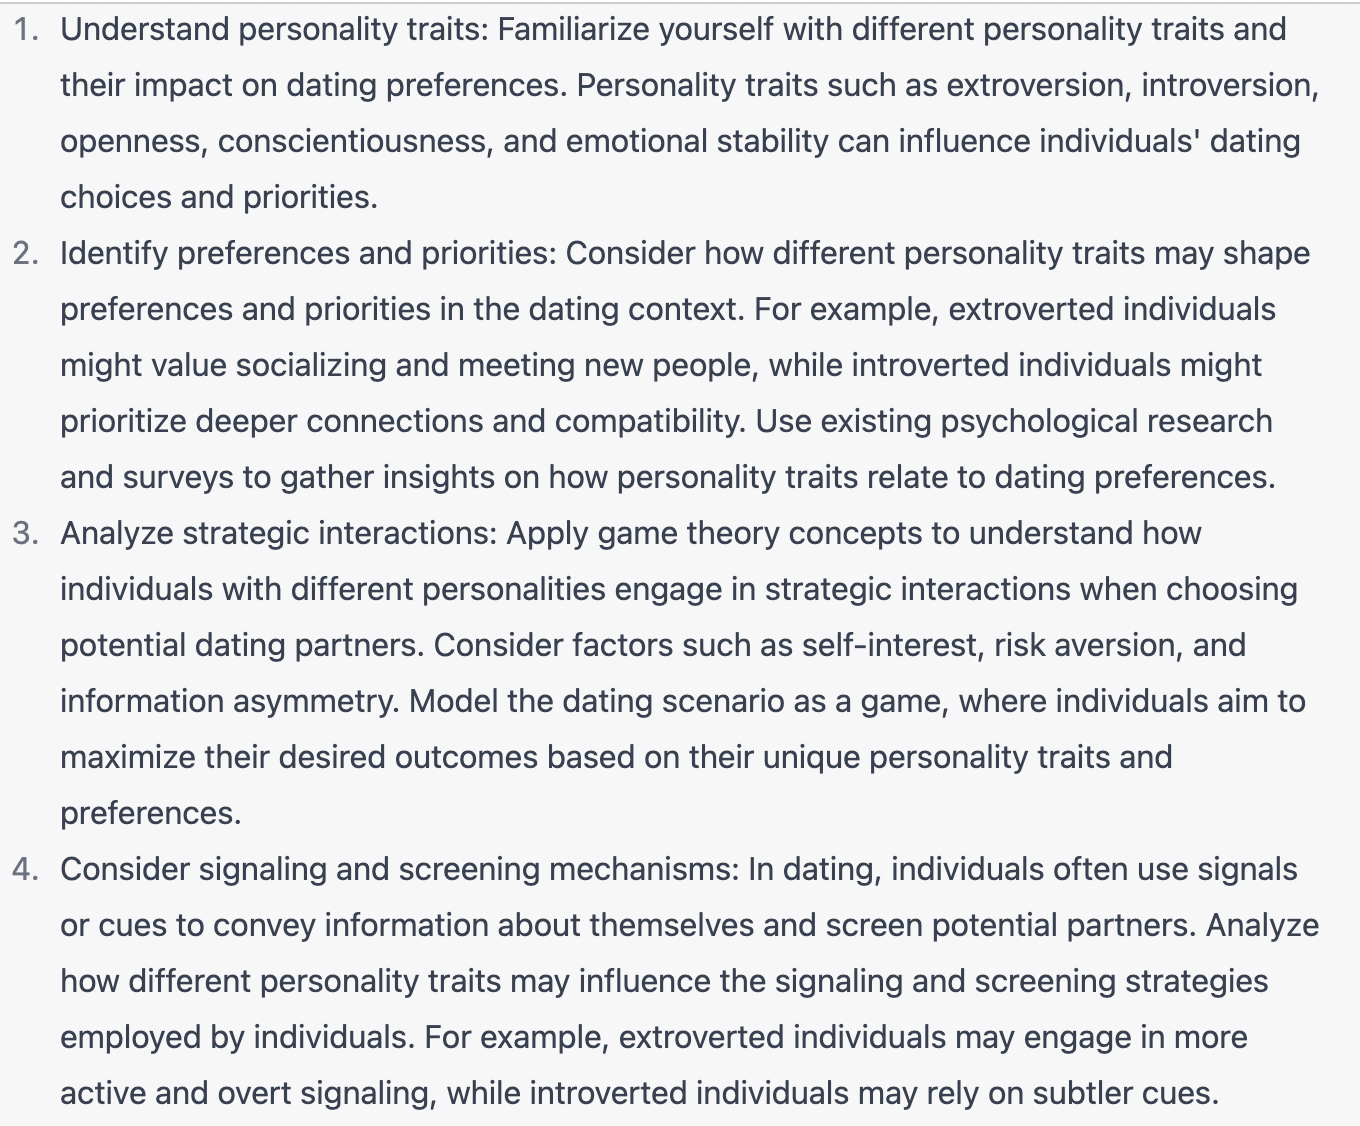 1. Understand personality traits: Familiarize yourself with different personality traits and
their impact on dating preferences. Personality traits such as extroversion, introversion,
openness, conscientiousness, and emotional stability can influence individuals' dating
choices and priorities.
2. Identify preferences and priorities: Consider how different personality traits may shape
preferences and priorities in the dating context. For example, extroverted individuals
might value socializing and meeting new people, while introverted individuals might
prioritize deeper connections and compatibility. Use existing psychological research
and surveys to gather insights on how personality traits relate to dating preferences.
3. Analyze strategic interactions: Apply game theory concepts to understand how
individuals with different personalities engage in strategic interactions when choosing
potential dating partners. Consider factors such as self-interest, risk aversion, and
information asymmetry. Model the dating scenario as a game, where individuals aim to
maximize their desired outcomes based on their unique personality traits and
preferences.
4. Consider signaling and screening mechanisms: In dating, individuals often use signals
or cues to convey information about themselves and screen potential partners. Analyze
how different personality traits may influence the signaling and screening strategies
employed by individuals. For example, extroverted individuals may engage in more
active and overt signaling, while introverted individuals may rely on subtler cues.